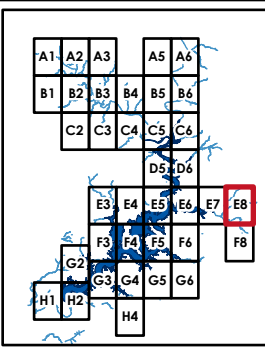 A1 A2 A3 A5 A6
B1 B2 B3 B4 B5 B6
C2 C3 C4 C5 C6
D5 D6
E3 E4 E5 E6 E7 E8
F3 F4 F5 F6 F8
G2
G3 G4 G5 G6
H1 H2
H4